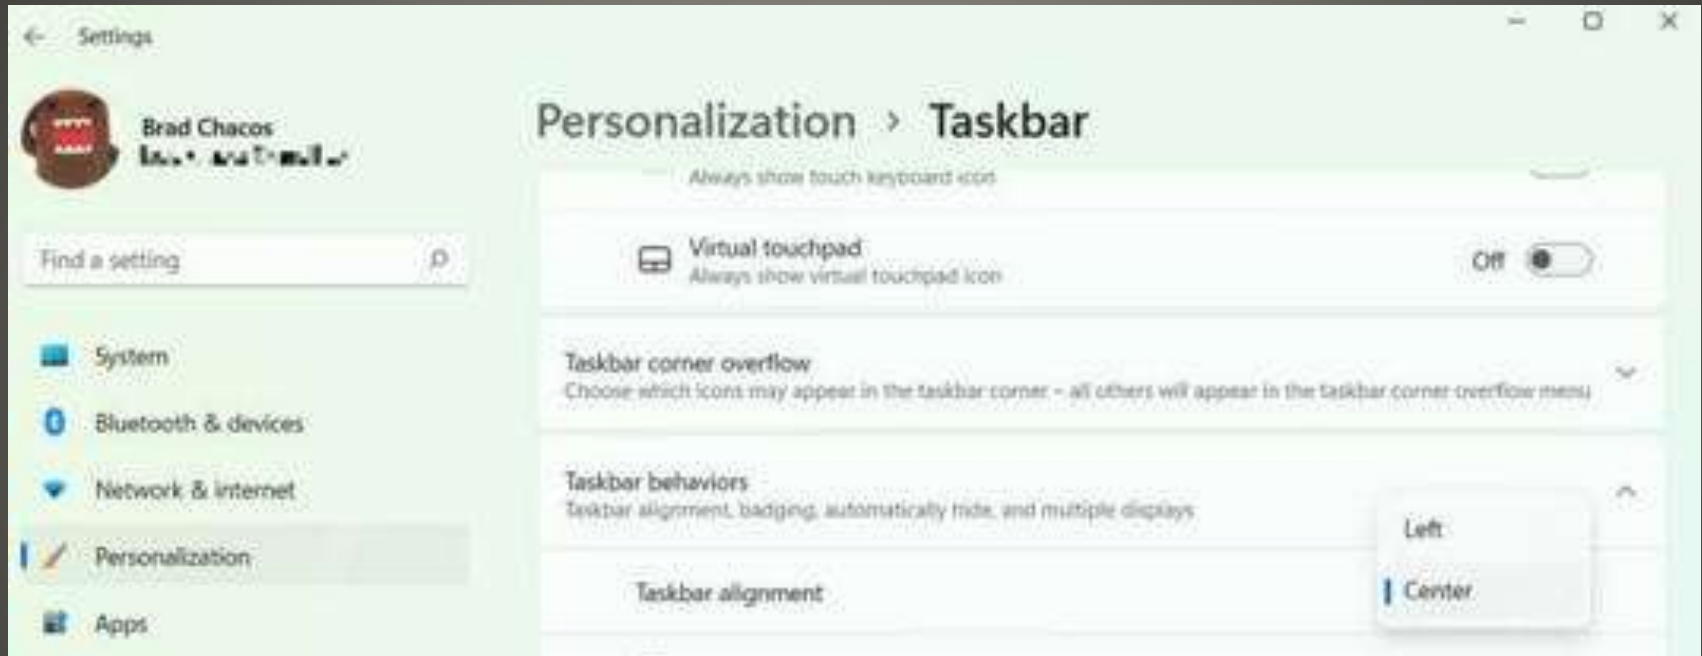 Settings
Brad Chacos
Find a setting
System
Bluetooth & devices
Network & internet
Personalization
Apps
Personalization > Taskbar
Always show touch keyboard icon
Virtual touchpad
Always show virtual touchpad icon
Off
Taskbar corner overflow
Choose which icons may appear in the taskbar corner - all others will appear in the taskbar corner overflow menu
Taskbar behaviors
Taskbar alignment, badging, automatically hide, and multiple displays
Taskbar alignment
Left
Center